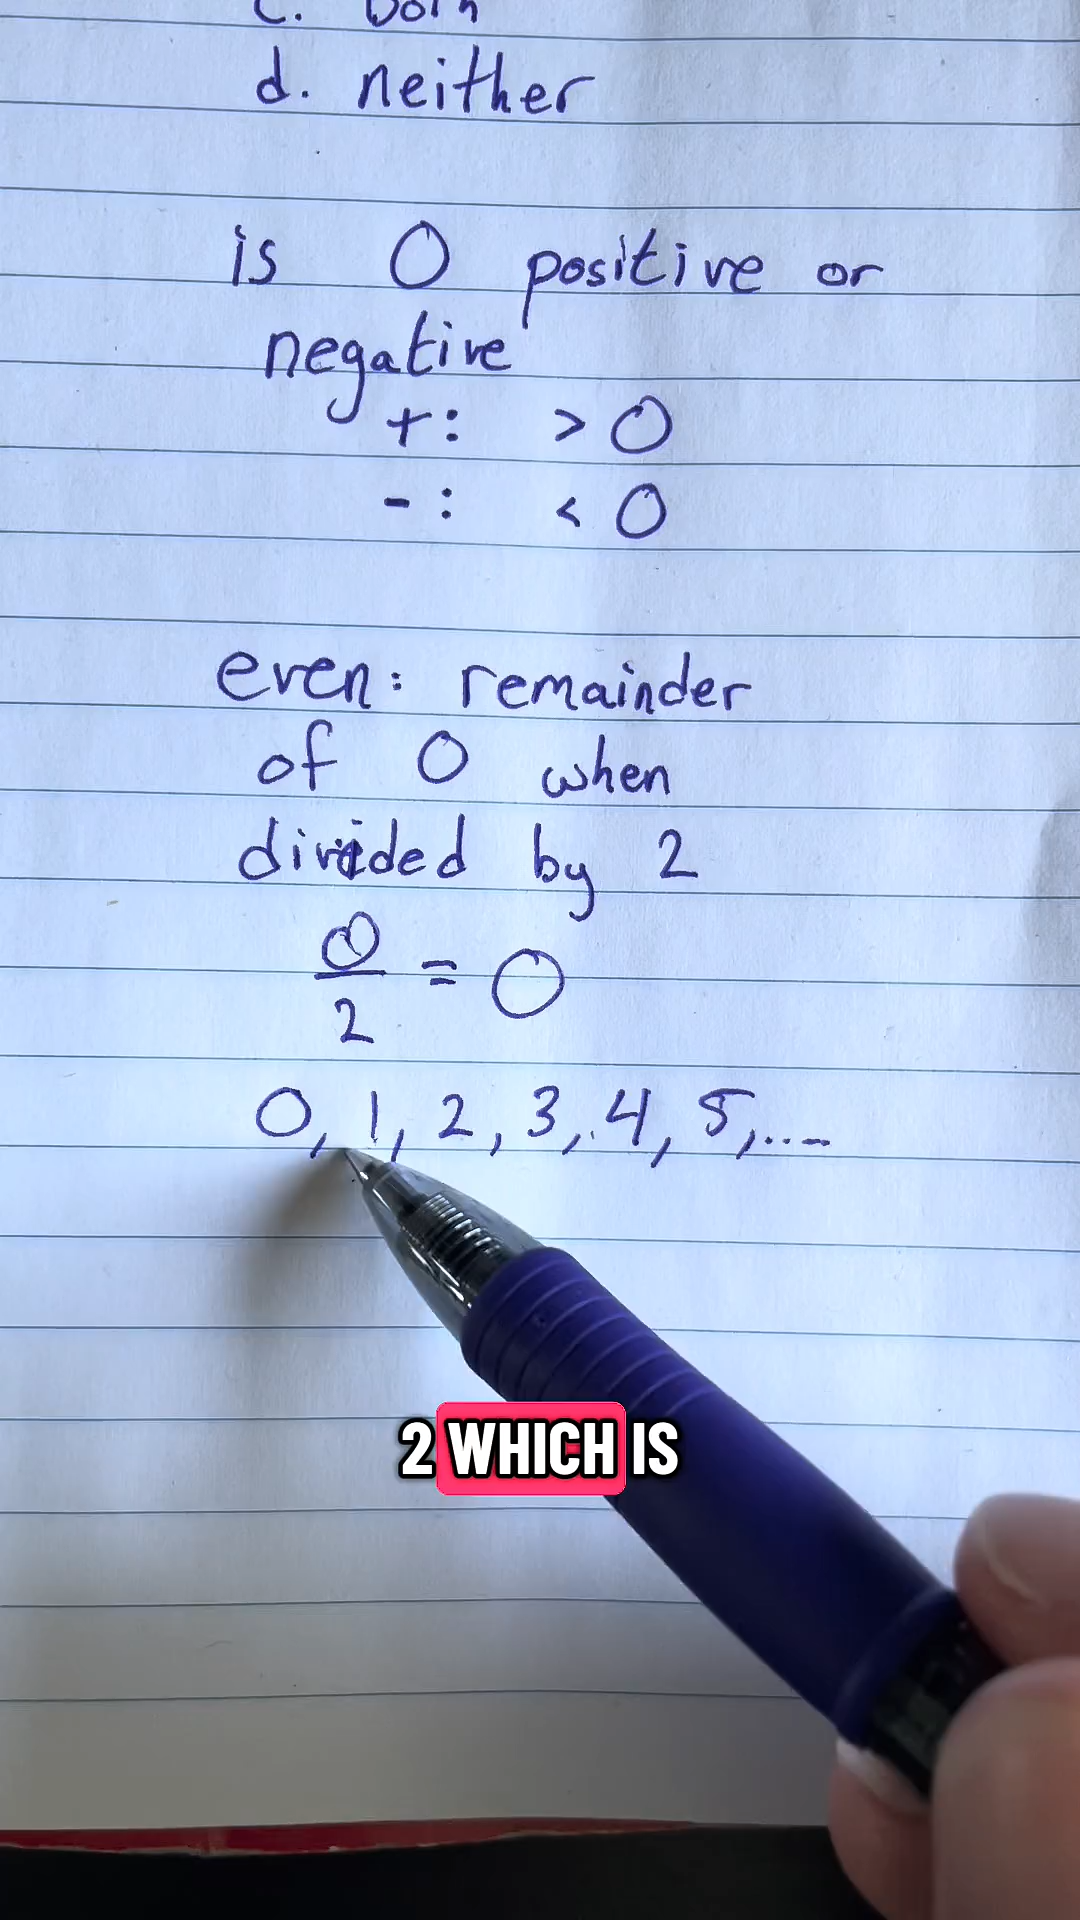 c. both
d. neither
is 0 positive or
negative
+: > 0
- : < 0
even: remainder
of 0 when
divided by 2
0
2
= 0
0, 1, 2, 3, 4, 5, ...
2 WHICH IS